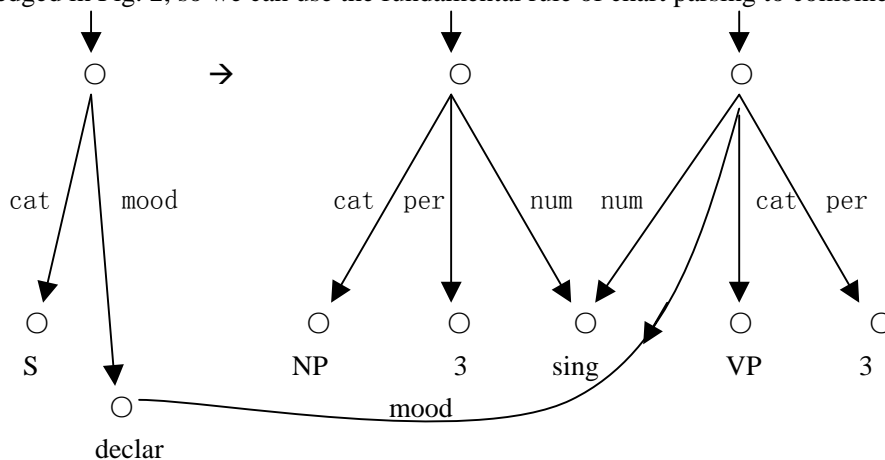 edged in Fig. 2, so we can use the fundamental rule of chart parsing to combine
→
cat mood cat per num num cat per
S NP 3 sing VP 3
mood
declar